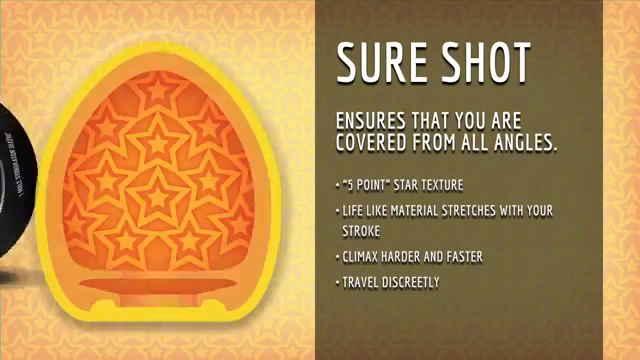 SURE SHOT
ENSURES THAT YOU ARE
COVERED FROM ALL ANGLES.
• "5 POINT" STAR TEXTURE
• LIFE LIKE MATERIAL STRETCHES WITH YOUR
STROKE
• CLIMAX HARDER AND FASTER
• TRAVEL DISCREETLY